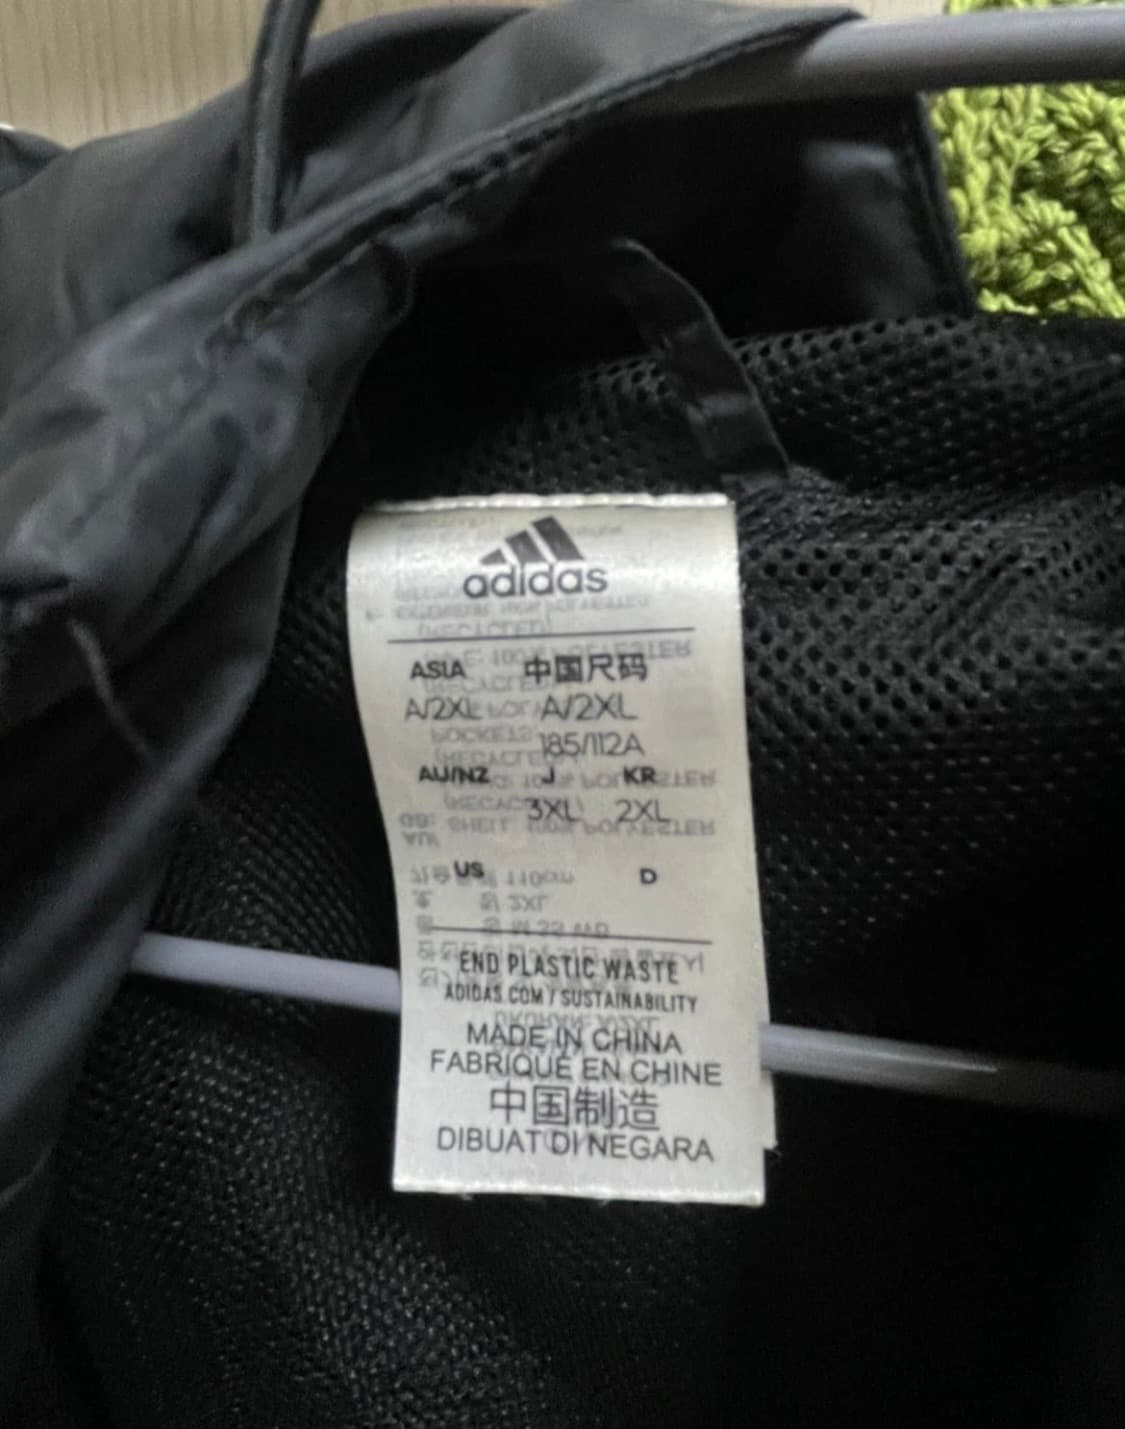 adidas
ASIA 中国尺码
A/2XL A/2XL
185/112A
AU/NZ J KR
3XL 2XL
US D
END PLASTIC WASTE
ADIDAS.COM / SUSTAINABILITY
MADE IN CHINA
FABRIQUÉ EN CHINE
中国制造
DIBUAT DI NEGARA